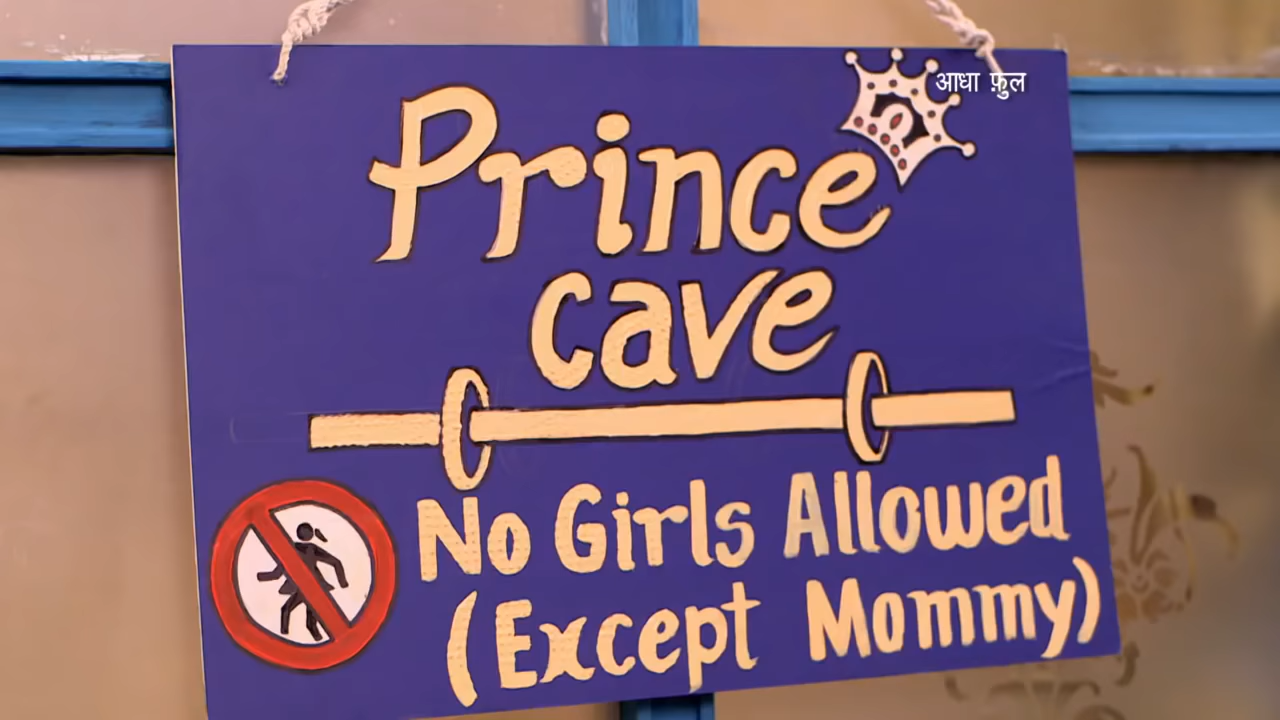 आधा फ़ुल
Prince
cave
No Girls Allowed
(Except Mommy)